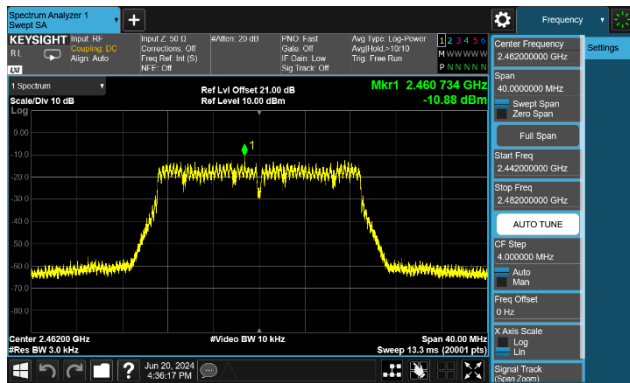 Spectrum Analyzer 1
Swept SA
Frequency
KEYSIGHT
RL
LXI
Input: RF
Coupling: DC
Align: Auto
Input Z: 50 Ω
Corrections: Off
Freq Ref: Int (S)
NFE: Off
#Atten: 20 dB
PNO: Fast
Gate: Off
IF Gain: Low
Sig Track: Off
Avg Type: Log-Power
Avg|Hold:>10/10
Trig: Free Run
1 2 3 4 5 6
M W W W W W
P N N N N N
1 Spectrum
Scale/Div 10 dB
Log
Ref Lvl Offset 21.00 dB
Ref Level 10.00 dBm
Mkr1 2.460 734 GHz
-10.88 dBm
1
0.00
-10.0
-20.0
-30.0
-40.0
-50.0
-60.0
-70.0
-80.0
Center 2.46200 GHz
#Res BW 3.0 kHz
#Video BW 10 kHz
Span 40.00 MHz
Sweep 13.3 ms (20001 pts)
Center Frequency
2.462000000 GHz
Span
40.0000000 MHz
Swept Span
Zero Span
Full Span
Start Freq
2.442000000 GHz
Stop Freq
2.482000000 GHz
AUTO TUNE
CF Step
4.000000 MHz
Auto
Man
Freq Offset
0 Hz
X Axis Scale
Log
Lin
Signal Track
(Span Zoom)
Settings
?
Jun 20, 2024
4:36:17 PM